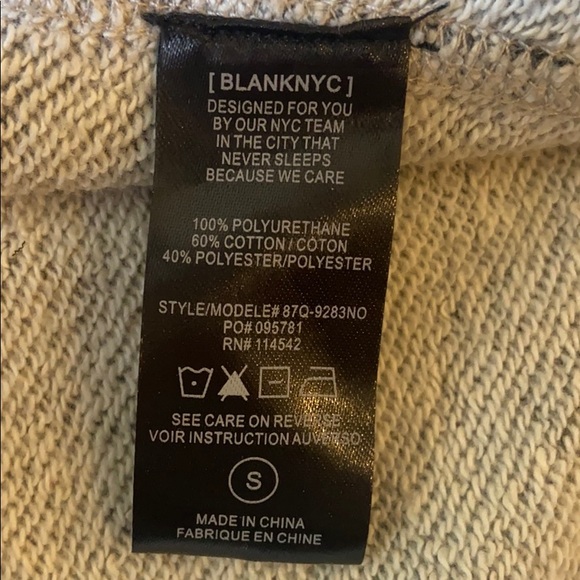 [ BLANKNYC ]
DESIGNED FOR YOU
BY OUR NYC TEAM
IN THE CITY THAT
NEVER SLEEPS
BECAUSE WE CARE
100% POLYURETHANE
60% COTTON / CÓTON
40% POLYESTER/POLYESTER
STYLE/MODELE# 87Q-9283NO
PO# 095781
RN# 114542
SEE CARE ON REVERSE
VOIR INSTRUCTION AUVERSO
S
MADE IN CHINA
FABRIQUE EN CHINE